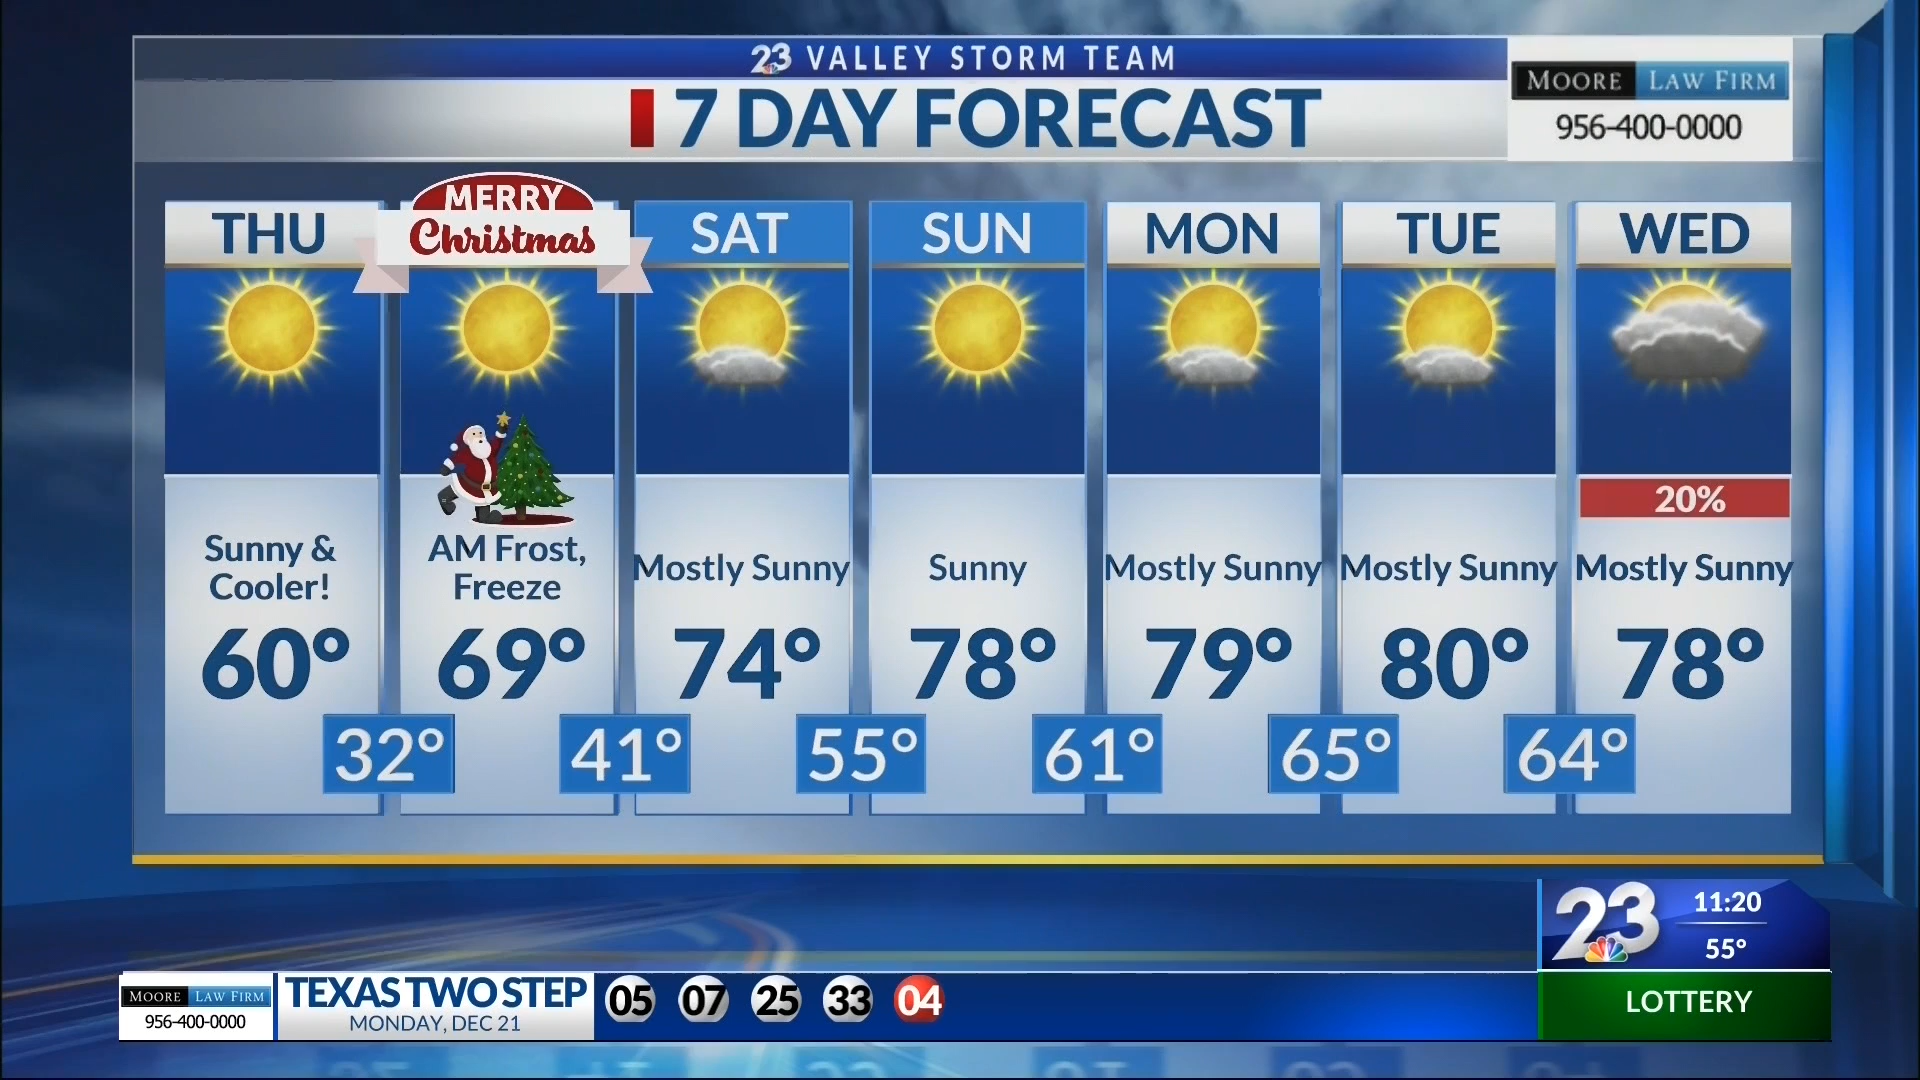 23 VALLEY STORM TEAM
7 DAY FORECAST
MOORE LAW FIRM
956-400-0000
THU
MERRY
Christmas
SAT
SUN
MON
TUE
WED
20%
Sunny &
Cooler!
AM Frost,
Freeze
Mostly Sunny
Sunny
Mostly Sunny
Mostly Sunny
Mostly Sunny
60° 69° 74° 78° 79° 80° 78°
32° 41° 55° 61° 65° 64°
23
11:20
55°
MOORE LAW FIRM
956-400-0000
TEXAS TWO STEP
MONDAY, DEC 21
05 07 25 33 04
LOTTERY